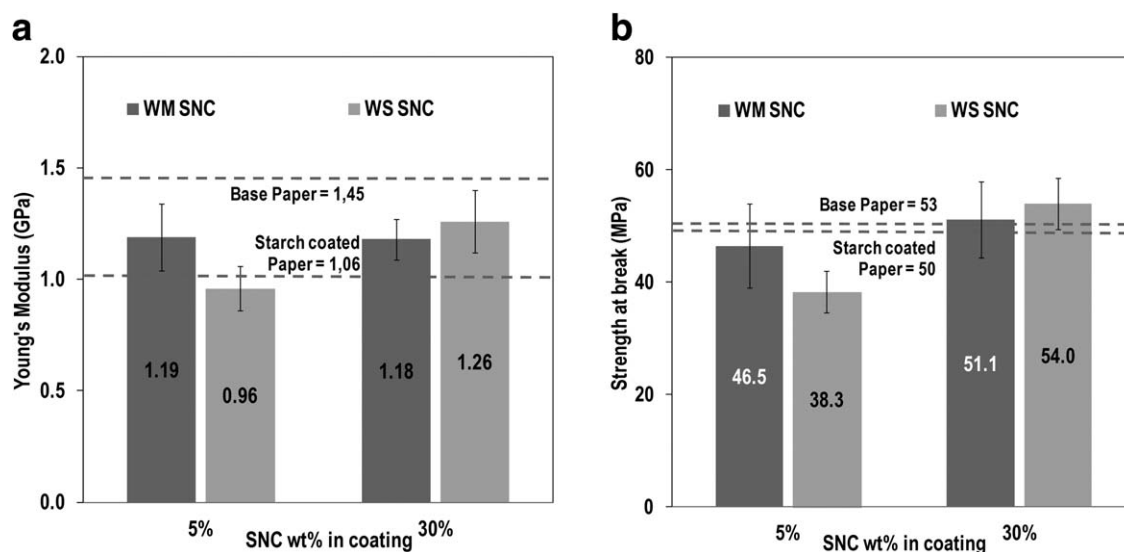 a
2.0
1.5
1.0
0.5
0.0
Young's Modulus (GPa)
WM SNC
WS SNC
Base Paper = 1,45
Starch coated
Paper = 1,06
1.19
0.96
1.18
1.26
5%
30%
SNC wt% in coating
b
80
60
40
20
0
Strength at break (MPa)
WM SNC
WS SNC
Base Paper = 53
Starch coated
Paper = 50
46.5
38.3
51.1
54.0
5%
30%
SNC wt% in coating